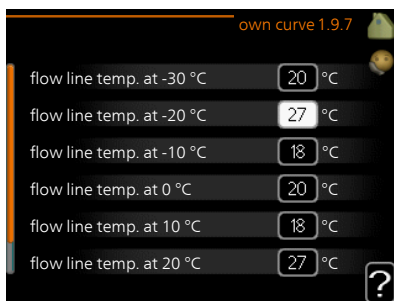 own curve 1.9.7
flow line temp. at -30 °C 20 °C
flow line temp. at -20 °C 27 °C
flow line temp. at -10 °C 18 °C
flow line temp. at 0 °C 20 °C
flow line temp. at 10 °C 18 °C
flow line temp. at 20 °C 27 °C
?